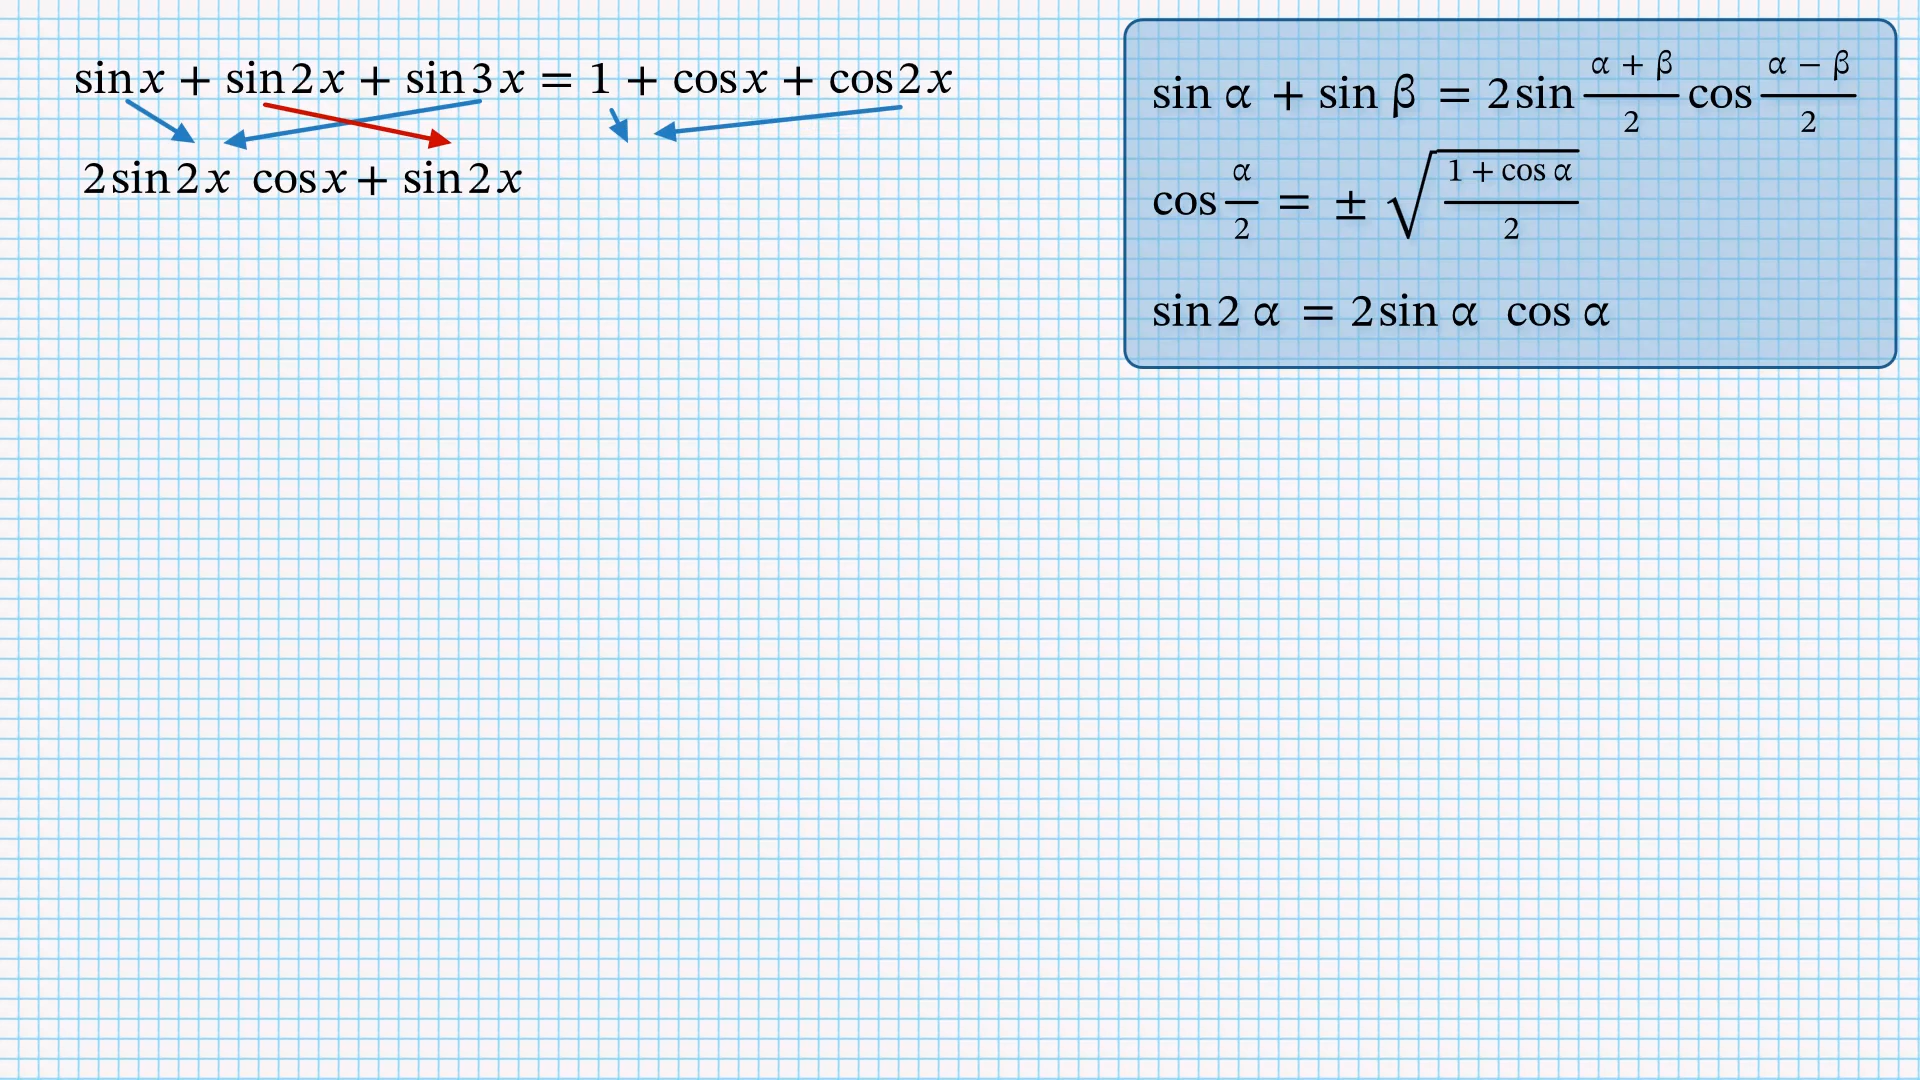 sin x + sin 2x + sin 3x = 1 + cos x + cos 2x
2 sin 2x cos x + sin 2x
sin α + sin β = 2 sin (α + β)/2 cos (α − β)/2
cos α/2 = ± √((1 + cos α)/2)
sin 2α = 2 sin α cos α